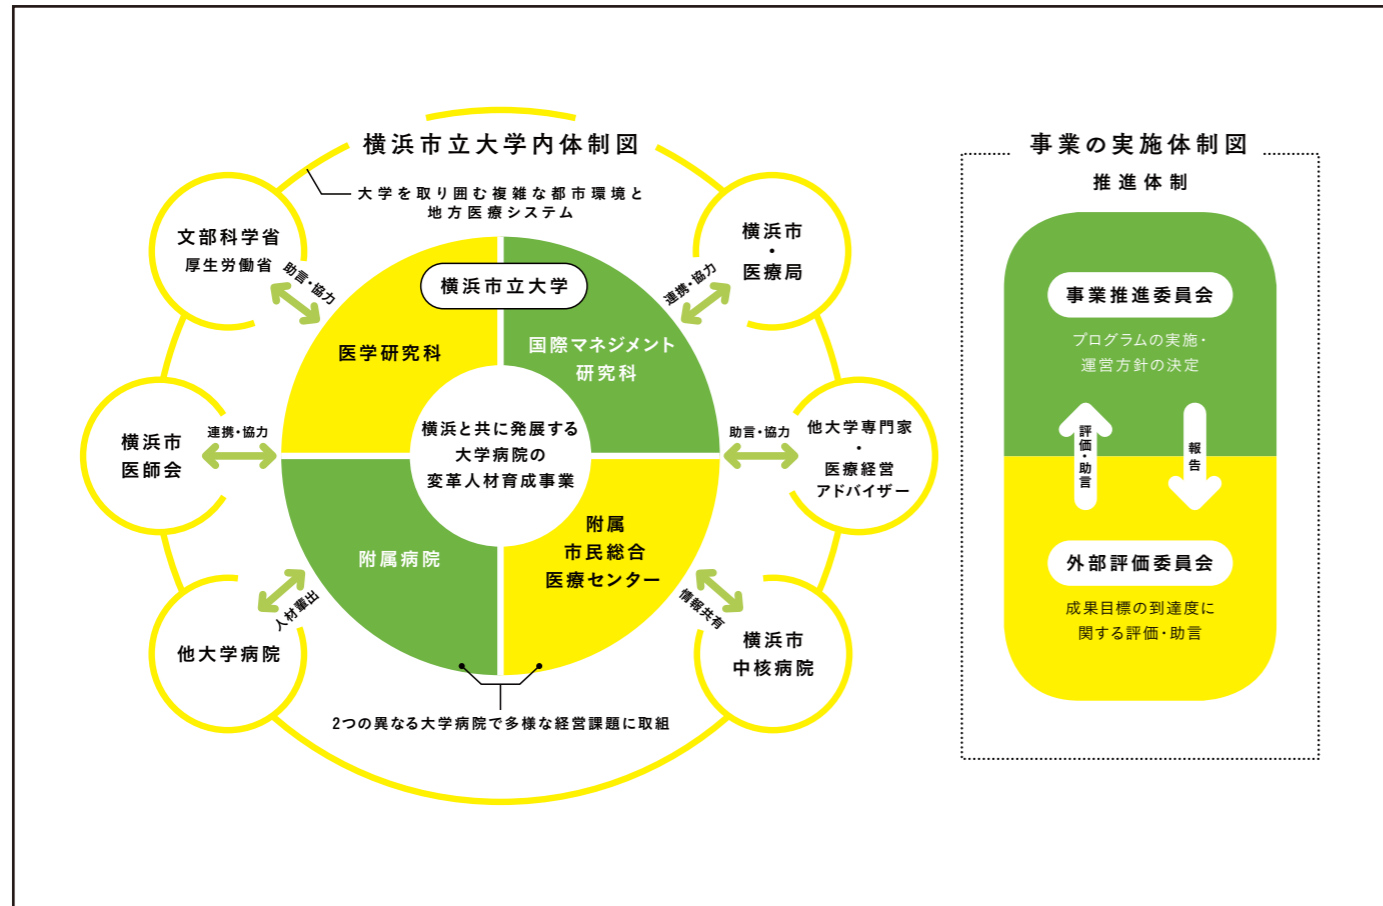 横浜市立大学内体制図
大学を取り囲む複雑な都市環境と
地方医療システム
文部科学省
厚生労働省
助言・協力
横浜市
・
医療局
連携・協力
横浜市立大学
医学研究科
国際マネジメント
研究科
横浜市
医師会
連携・協力
横浜と共に発展する
大学病院の
変革人材育成事業
助言・協力
他大学専門家
・
医療経営
アドバイザー
附属病院
附属
市民総合
医療センター
他大学病院
人材輩出
情報共有
横浜市
中核病院
2つの異なる大学病院で多様な経営課題に取組
事業の実施体制図
推進体制
事業推進委員会
プログラムの実施・
運営方針の決定
評価・助言
報告
外部評価委員会
成果目標の到達度に
関する評価・助言